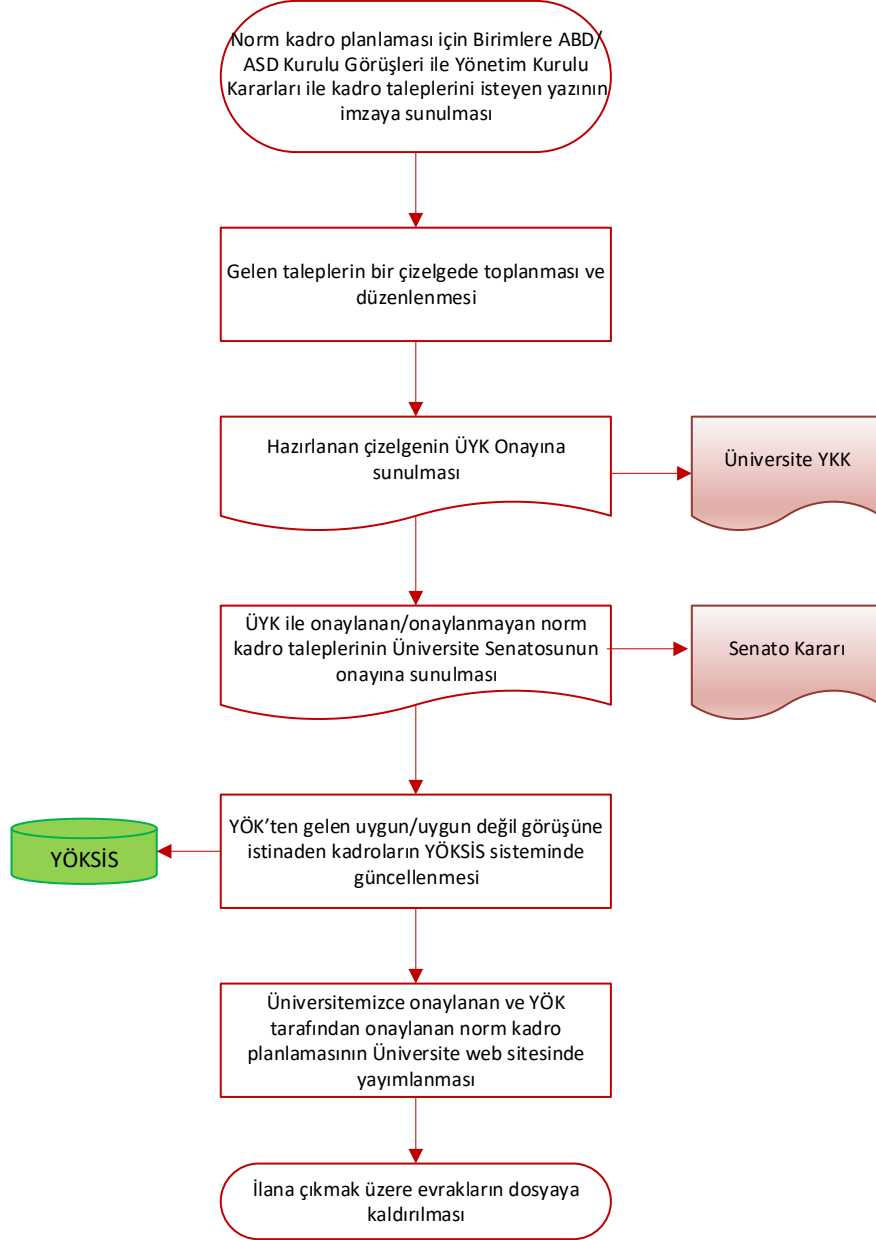 Norm kadro planlaması için Birimlere ABD/
ASD Kurulu Görüşleri ile Yönetim Kurulu
Kararları ile kadro taleplerini isteyen yazının
imzaya sunulması
Gelen taleplerin bir çizelgede toplanması ve
düzenlenmesi
Hazırlanan çizelgenin ÜYK Onayına
sunulması
Üniversite YKK
ÜYK ile onaylanan/onaylanmayan norm
kadro taleplerinin Üniversite Senatosunun
onayına sunulması
Senato Kararı
YÖK’ten gelen uygun/uygun değil görüşüne
istinaden kadroların YÖKSİS sisteminde
güncellenmesi
YÖKSİS
Üniversitemizce onaylanan ve YÖK
tarafından onaylanan norm kadro
planlamasının Üniversite web sitesinde
yayımlanması
İlana çıkmak üzere evrakların dosyaya
kaldırılması